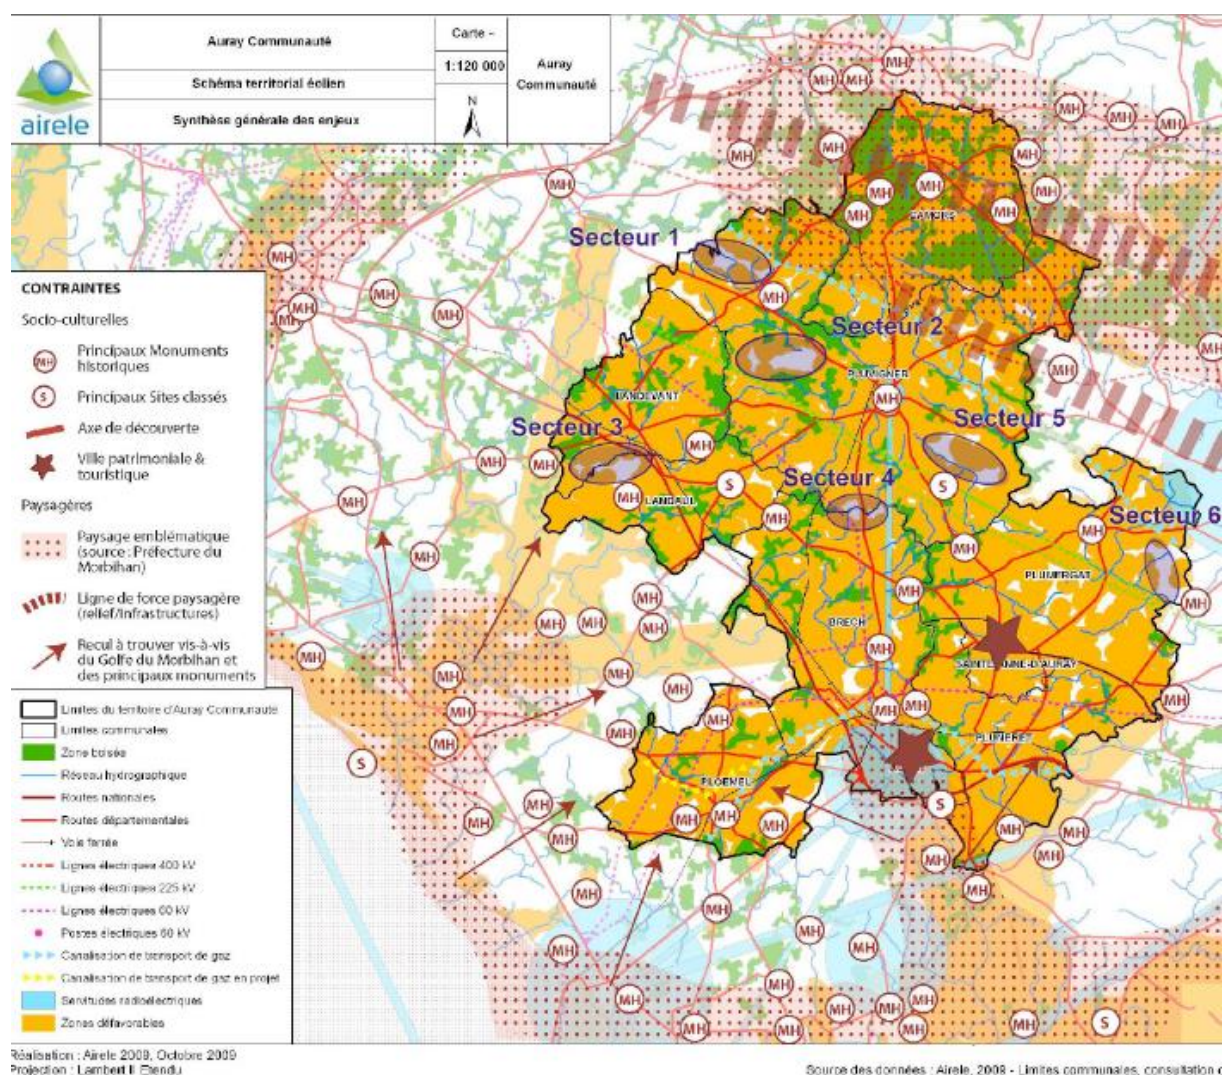 airele
Auray Communauté
Schéma territorial éolien
Synthèse générale des enjeux
Carte -
1:120 000
N
Auray
Communauté
CONTRAINTES
Socio-culturelles
MH
Principaux Monuments
historiques
S
Principaux Sites classés
Axe de découverte
Ville patrimoniale &
touristique
Paysagères
Paysage emblématique
(source : Préfecture du
Morbihan)
Ligne de force paysagère
(relief/infrastructures)
Recul à trouver vis-à-vis
du Golfe du Morbihan et
des principaux monuments
Limites du territoire d'Auray Communauté
Limites communales
Zone boisée
Réseau hydrographique
Routes nationales
Routes départementales
Voie ferrée
Lignes électriques 400 kV
Lignes électriques 225 kV
Lignes électriques 60 kV
Postes électriques 60 kV
Canalisation de transport de gaz
Canalisation de transport de gaz en projet
Servitudes radioélectriques
Zones défavorables
Secteur 1
Secteur 2
Secteur 3
Secteur 4
Secteur 5
Secteur 6
CAMORS
PLUVIGNER
LANDEVANT
LANDAUL
BRECH
PLUMERGAT
SAINTE-ANNE-D'AURAY
PLUNERET
PLOEMEL
Réalisation : Airele 2009, Octobre 2009
Projection : Lambert II Etendu
Source des données : Airele, 2009 - Limites communales, consultation